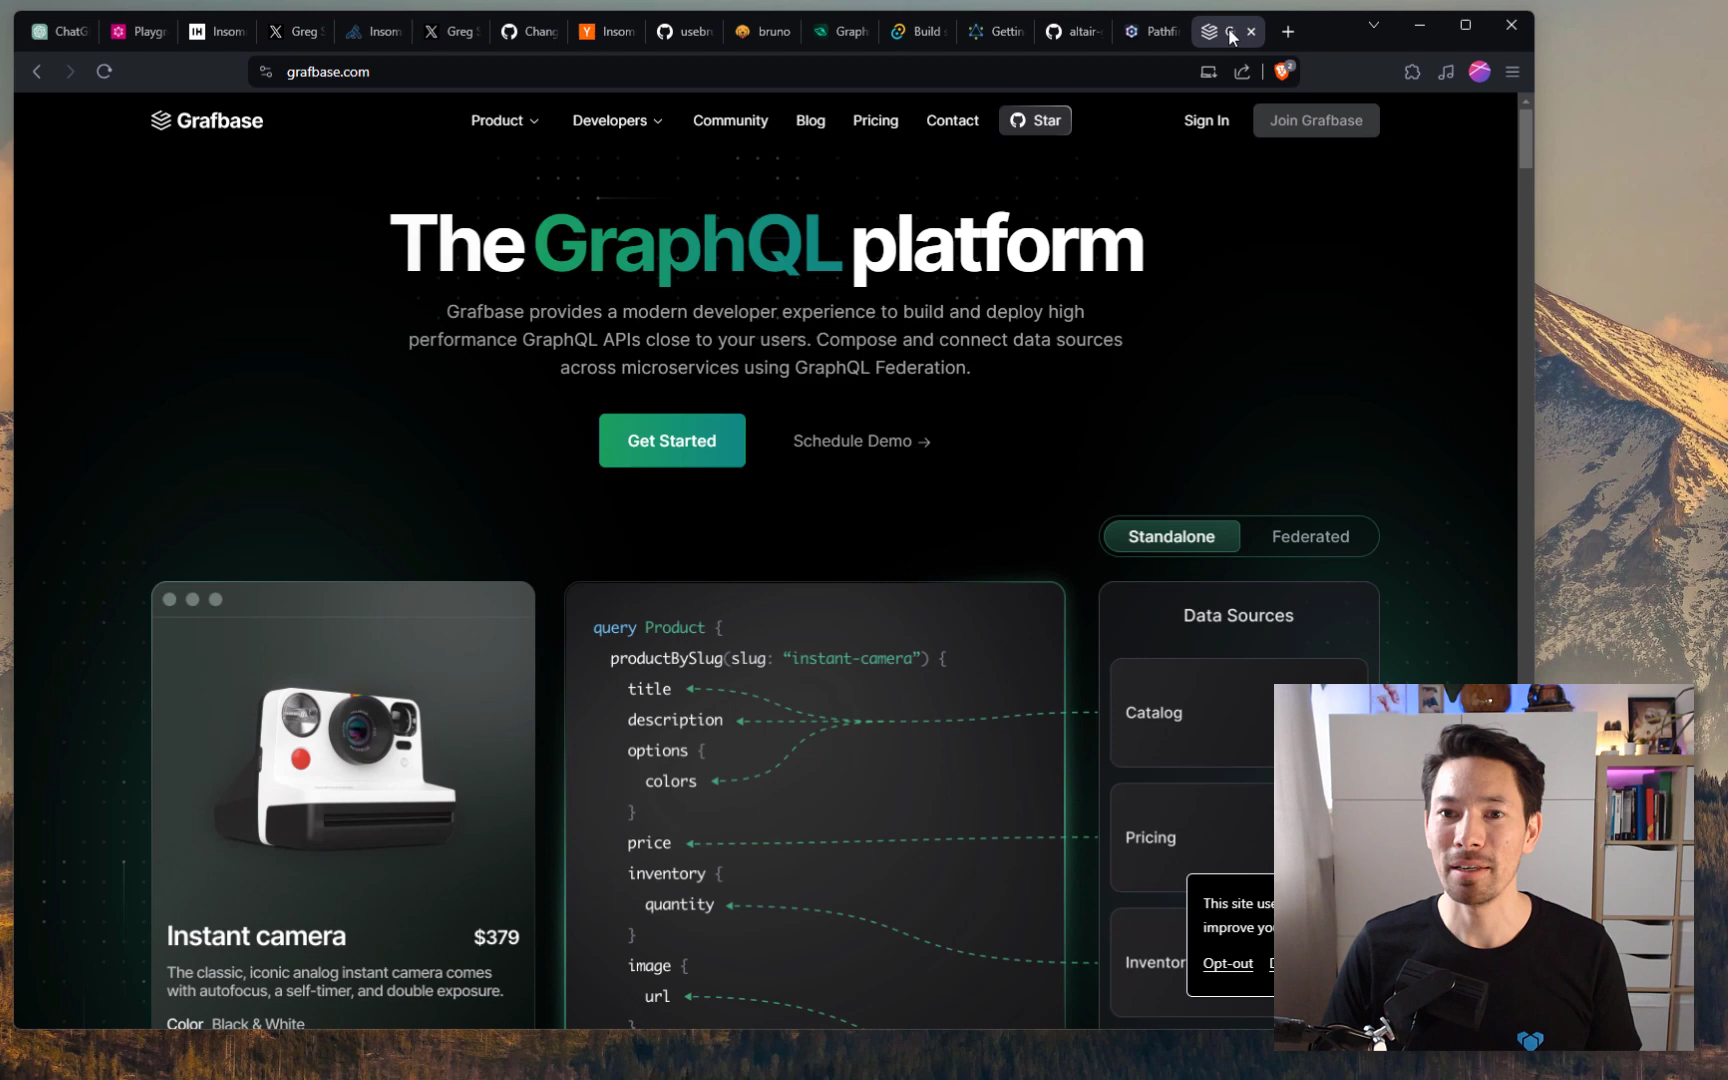 ChatG
Playgr
IH
Insom
Greg S
Insom
Greg S
Chang
Y
Insom
usebr
bruno
Graph
Build s
Gettin
altair-
Pathfi
G
grafbase.com
2
Grafbase
Product
Developers
Community
Blog
Pricing
Contact
Star
Sign In
Join Grafbase
The GraphQL platform
Grafbase provides a modern developer experience to build and deploy high
performance GraphQL APIs close to your users. Compose and connect data sources
across microservices using GraphQL Federation.
Get Started
Schedule Demo →
Standalone
Federated
query Product {
productBySlug(slug: “instant-camera”) {
title
description
options {
colors
}
price
inventory {
quantity
}
image {
url
}
Data Sources
Catalog
Pricing
Inventor
Instant camera
$379
The classic, iconic analog instant camera comes
with autofocus, a self-timer, and double exposure.
Color Black & White
This site use
improve you
Opt-out